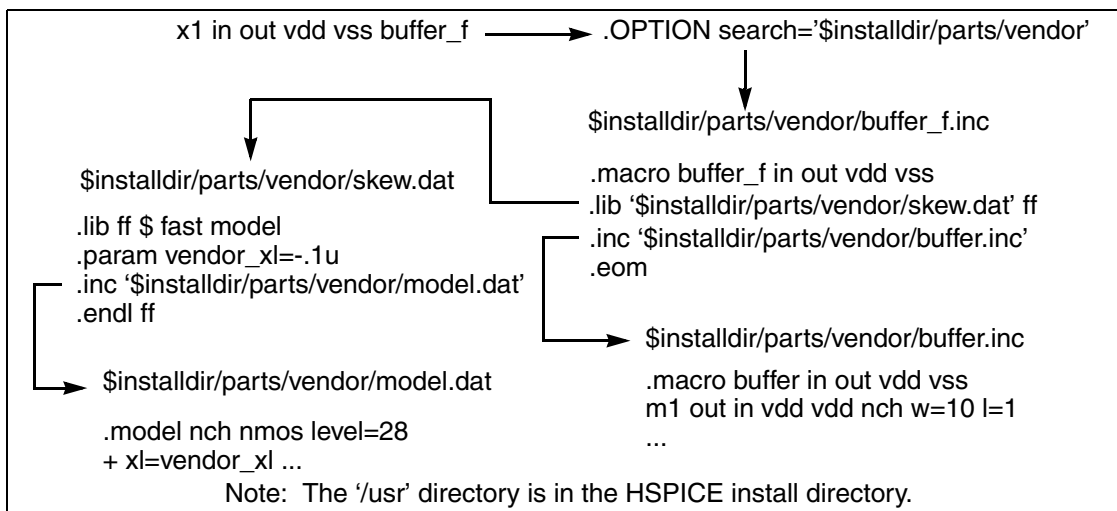 x1 in out vdd vss buffer_f
.OPTION search='$installdir/parts/vendor'
$installdir/parts/vendor/buffer_f.inc
.macro buffer_f in out vdd vss
.lib ‘$installdir/parts/vendor/skew.dat’ ff
.inc ‘$installdir/parts/vendor/buffer.inc’
.eom
$installdir/parts/vendor/skew.dat
.lib ff $ fast model
.param vendor_xl=-.1u
.inc ‘$installdir/parts/vendor/model.dat’
.endl ff
$installdir/parts/vendor/buffer.inc
.macro buffer in out vdd vss
m1 out in vdd vdd nch w=10 l=1
...
$installdir/parts/vendor/model.dat
.model nch nmos level=28
+ xl=vendor_xl ...
Note:  The ‘/usr’ directory is in the HSPICE install directory.